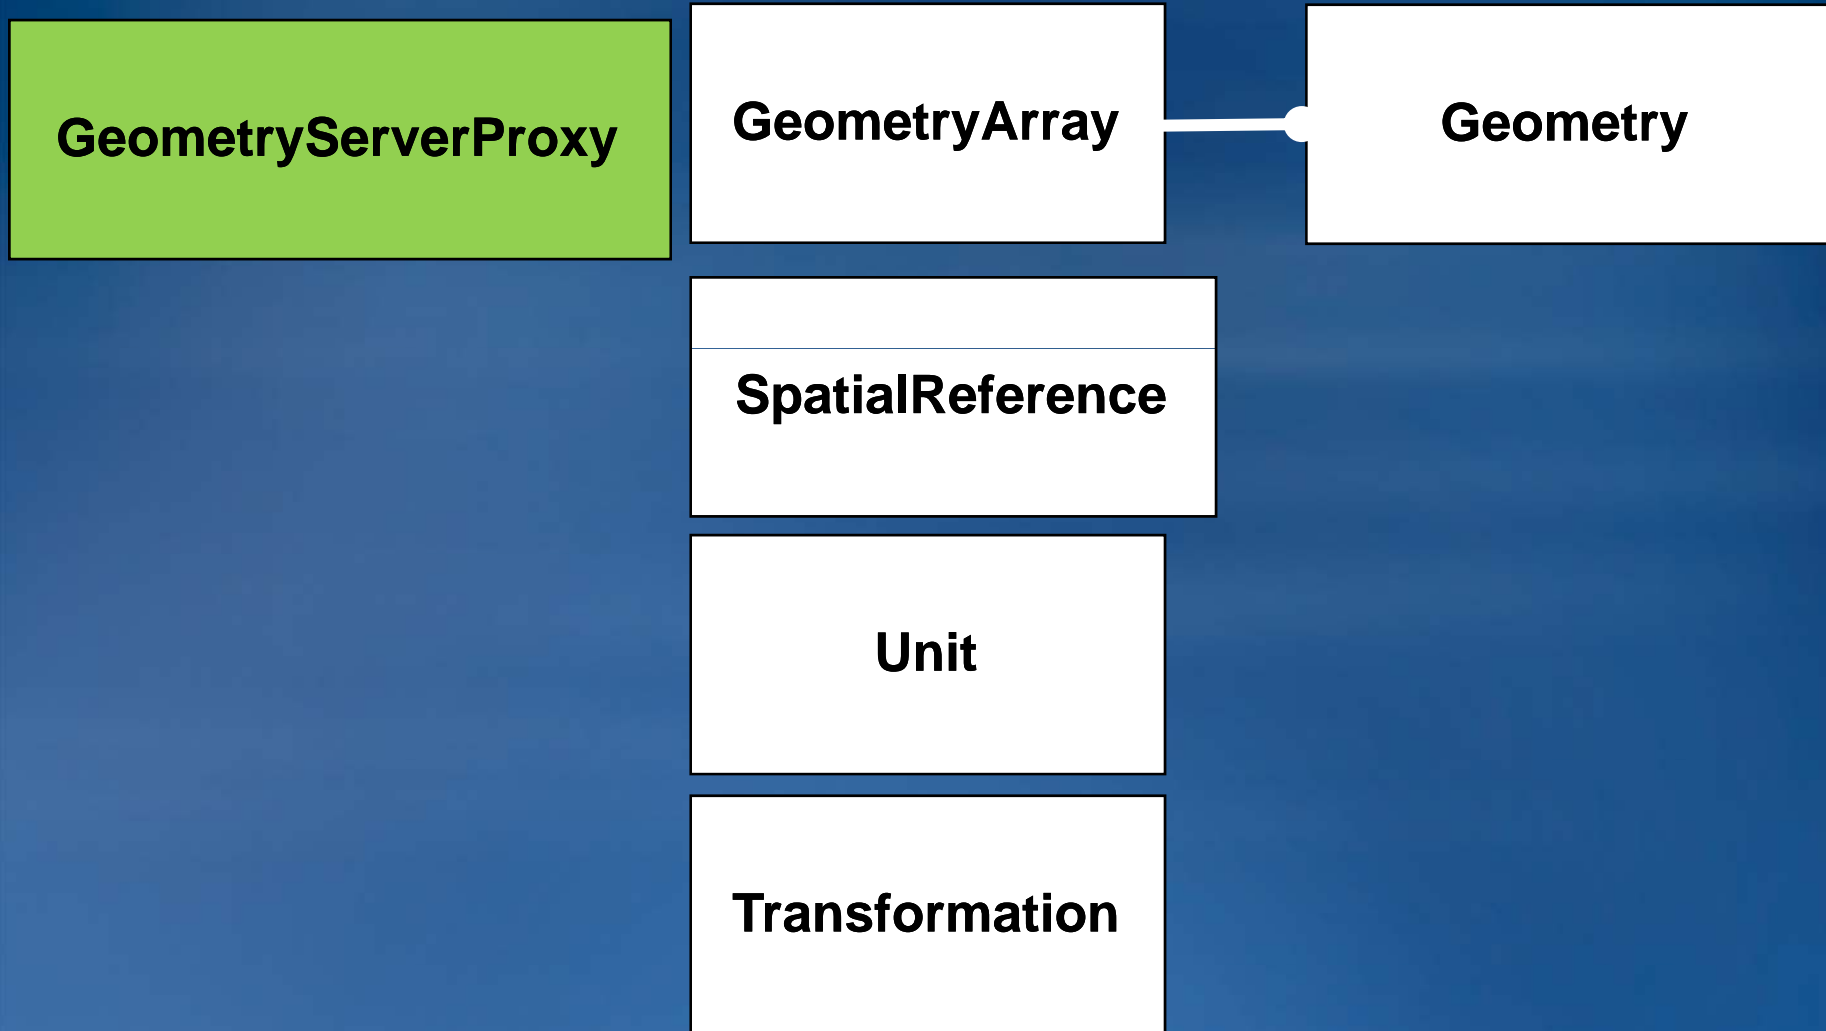 GeometryServerProxy
GeometryArray
Geometry
SpatialReference
Unit
Transformation